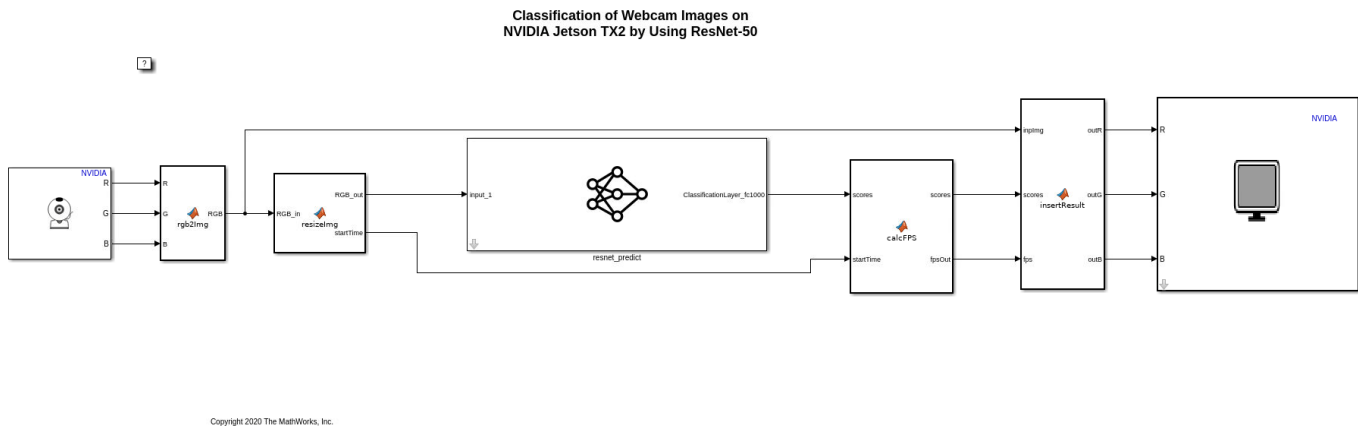 Classification of Webcam Images on
NVIDIA Jetson TX2 by Using ResNet-50
?
NVIDIA
R
G
B
R
G
B
RGB
rgb2Img
RGB_in
RGB_out
startTime
resizeImg
input_1
ClassificationLayer_fc1000
resnet_predict
scores
startTime
scores
fpsOut
calcFPS
inpImg
scores
fps
outR
outG
outB
insertResult
NVIDIA
R
G
B
Copyright 2020 The MathWorks, Inc.